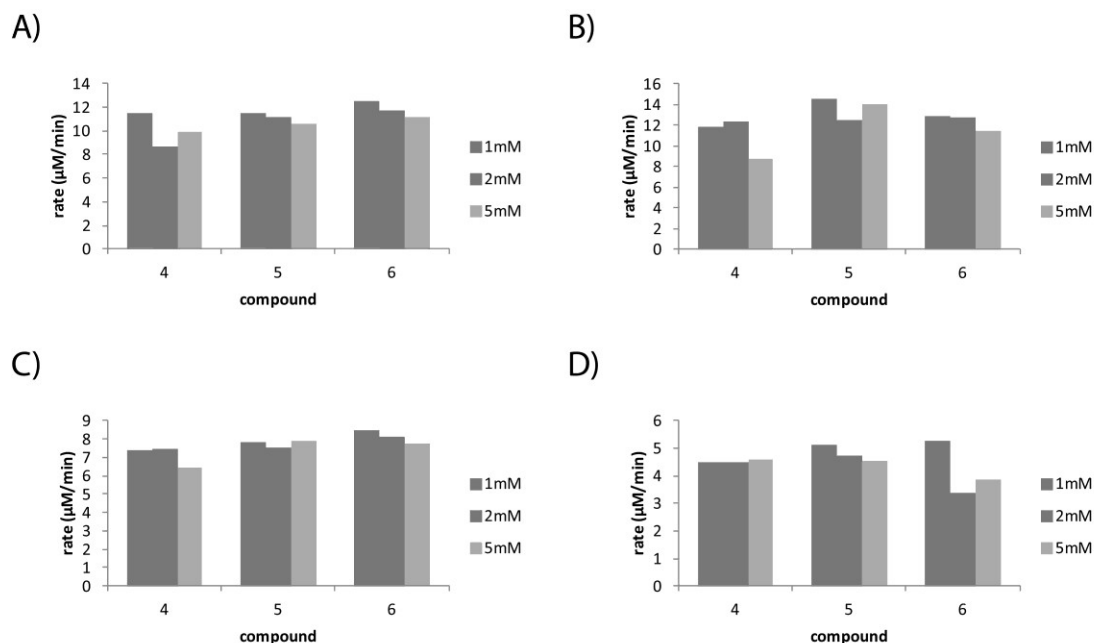 A)
B)
14
12
10
8
6
4
2
0
rate (µM/min)
4 5 6
compound
1mM
2mM
5mM
16
14
12
10
8
6
4
2
0
rate (µM/min)
4 5 6
compound
1mM
2mM
5mM
C)
D)
9
8
7
6
5
4
3
2
1
0
rate (µM/min)
4 5 6
compound
1mM
2mM
5mM
6
5
4
3
2
1
0
rate (µM/min)
4 5 6
compound
1mM
2mM
5mM